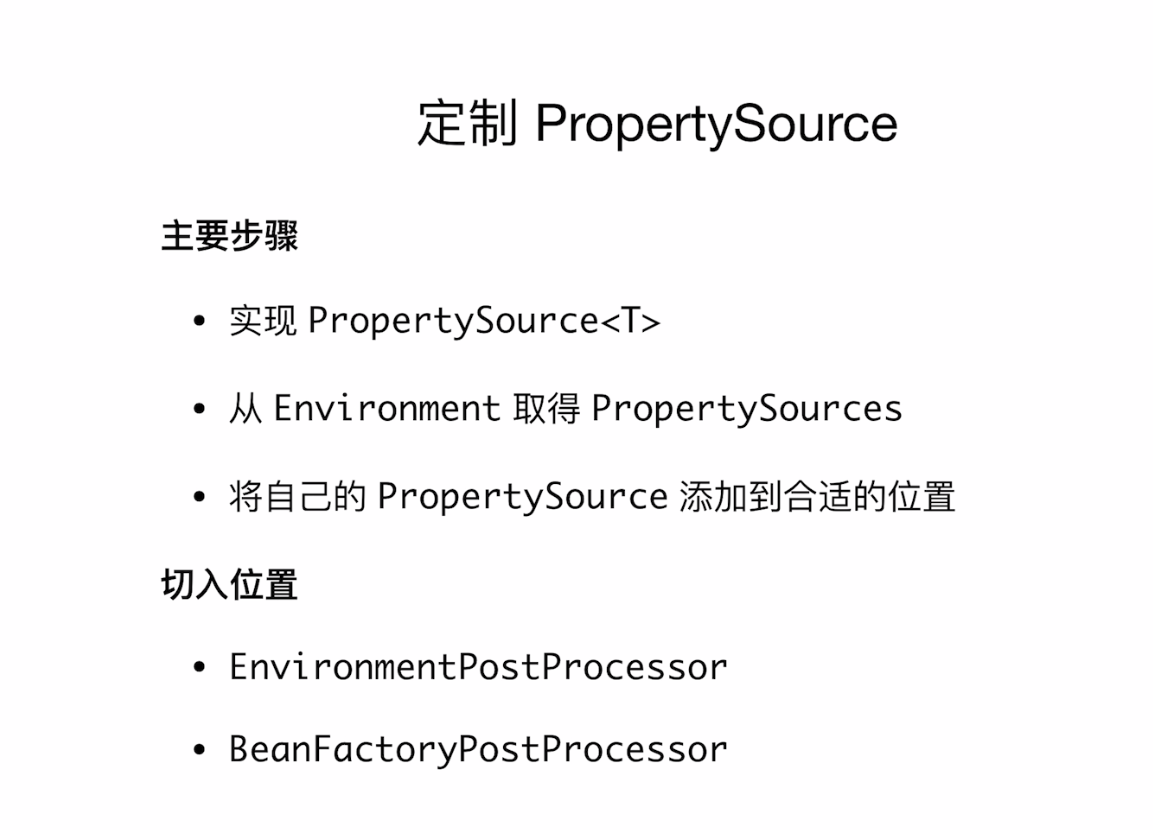 定制 PropertySource
主要步骤
• 实现 PropertySource<T>
• 从 Environment 取得 PropertySources
• 将自己的 PropertySource 添加到合适的位置
切入位置
• EnvironmentPostProcessor
• BeanFactoryPostProcessor